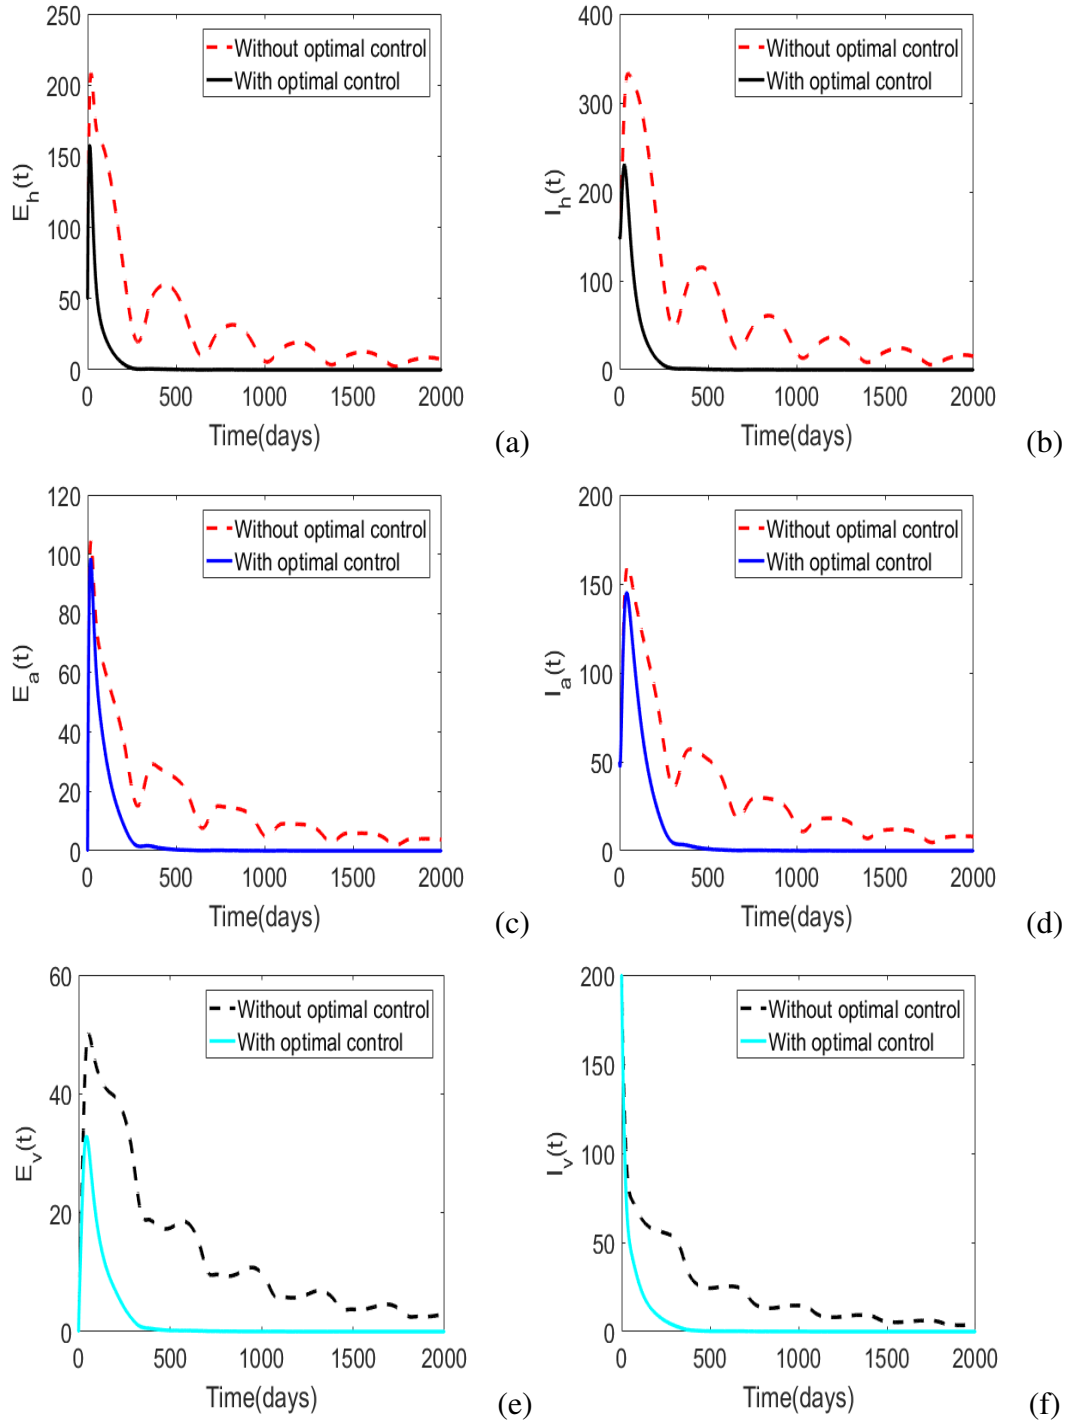 250
200
150
100
50
0
E_h(t)
Without optimal control
With optimal control
0 500 1000 1500 2000
Time(days)
(a)
400
300
200
100
0
I_h(t)
Without optimal control
With optimal control
0 500 1000 1500 2000
Time(days)
(b)
120
100
80
60
40
20
0
E_a(t)
Without optimal control
With optimal control
0 500 1000 1500 2000
Time(days)
(c)
200
150
100
50
0
I_a(t)
Without optimal control
With optimal control
0 500 1000 1500 2000
Time(days)
(d)
60
40
20
0
E_v(t)
Without optimal control
With optimal control
0 500 1000 1500 2000
Time(days)
(e)
200
150
100
50
0
I_v(t)
Without optimal control
With optimal control
0 500 1000 1500 2000
Time(days)
(f)